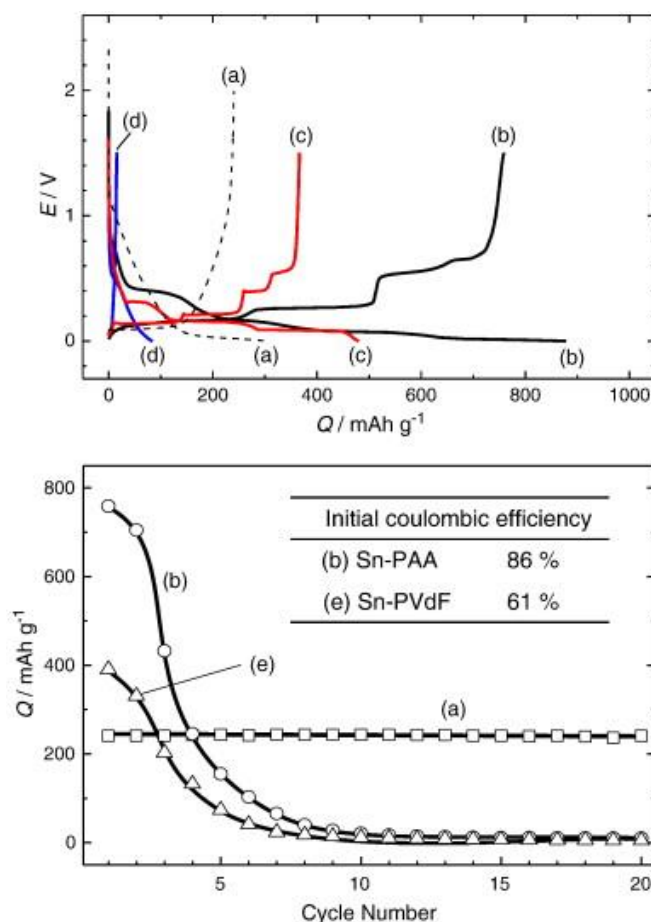 (a)
(d)
(c)
(b)
2
1
0
E / V
(d)
(a)
(c)
(b)
0
200
400
600
800
1000
Q / mAh g⁻¹
800
600
400
200
0
Q / mAh g⁻¹
Initial coulombic efficiency
(b) Sn-PAA 86 %
(e) Sn-PVdF 61 %
(b)
(e)
(a)
5
10
15
20
Cycle Number